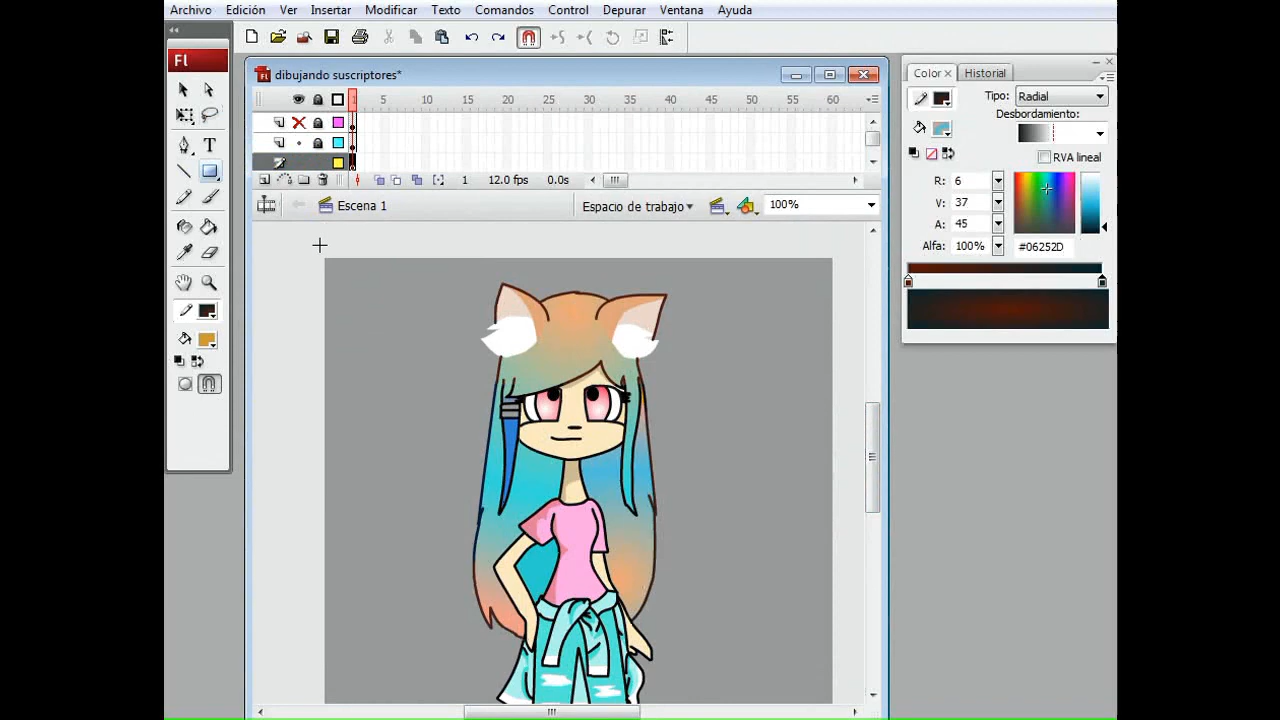 Archivo Edición Ver Insertar Modificar Texto Comandos Control Depurar Ventana Ayuda
Fl
dibujando suscriptores*
1 5 10 15 20 25 30 35 40 45 50 55 60
1 12.0 fps 0.0s
Escena 1 Espacio de trabajo 100%
Color Historial
Tipo: Radial
Desbordamiento:
RVA lineal
R: 6
V: 37
A: 45
Alfa: 100% #06252D